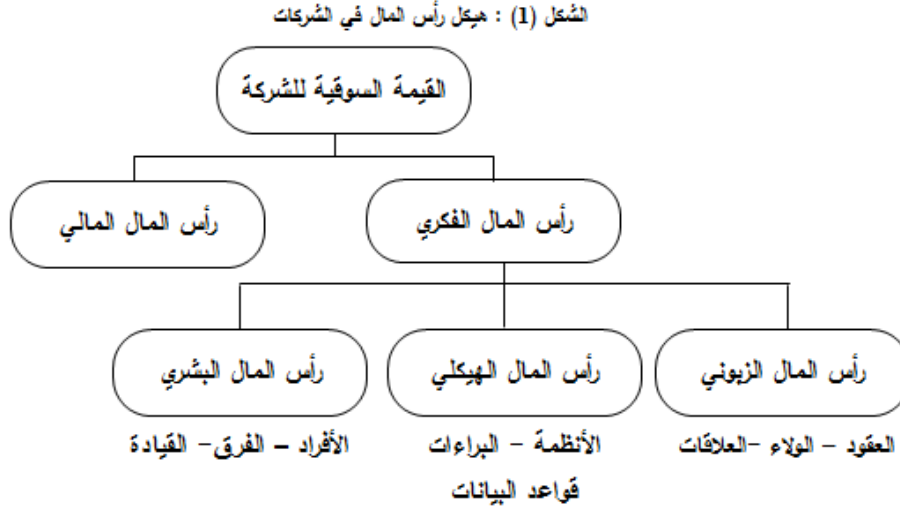 الشكل (1) : هيكل رأس المال في الشركات
القيمة السوقية للشركة
رأس المال الفكري
رأس المال المالي
رأس المال الزبوني
رأس المال الهيكلي
رأس المال البشري
العقود – الولاء –العلاقات
الأنظمة – البراءات
قواعد البيانات
الأفراد – الفرق– القيادة